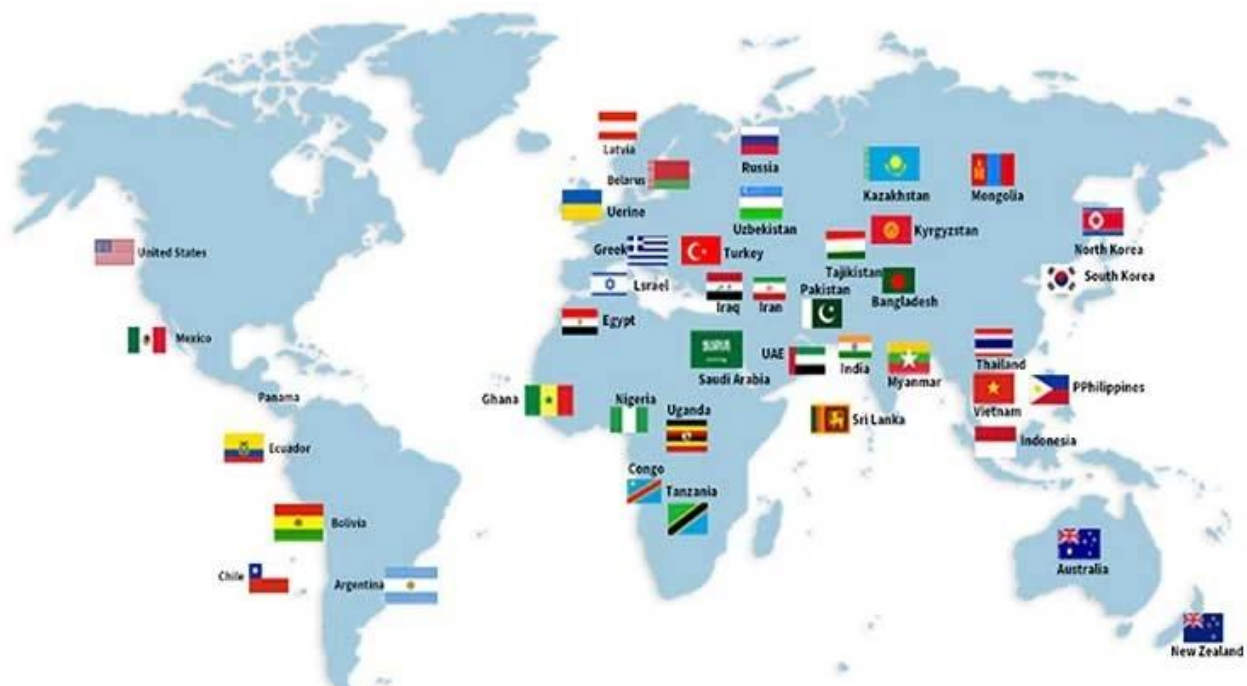 Latvia
Russia
Belarus
Kazakhstan
Mongolia
Uerine
Uzbekistan
Kyrgyzstan
North Korea
United States
Greek
Turkey
Tajikistan
South Korea
Lsrael
Iraq
Iran
Pakistan
Bangladesh
Egypt
Mexico
Saudi Arabia
UAE
India
Myanmar
Thailand
Panama
Ghana
Nigeria
Uganda
Sri Lanka
Vietnam
PPhilippines
Ecuador
Indonesia
Congo
Tanzania
Bolivia
Chile
Argentina
Australia
New Zealand